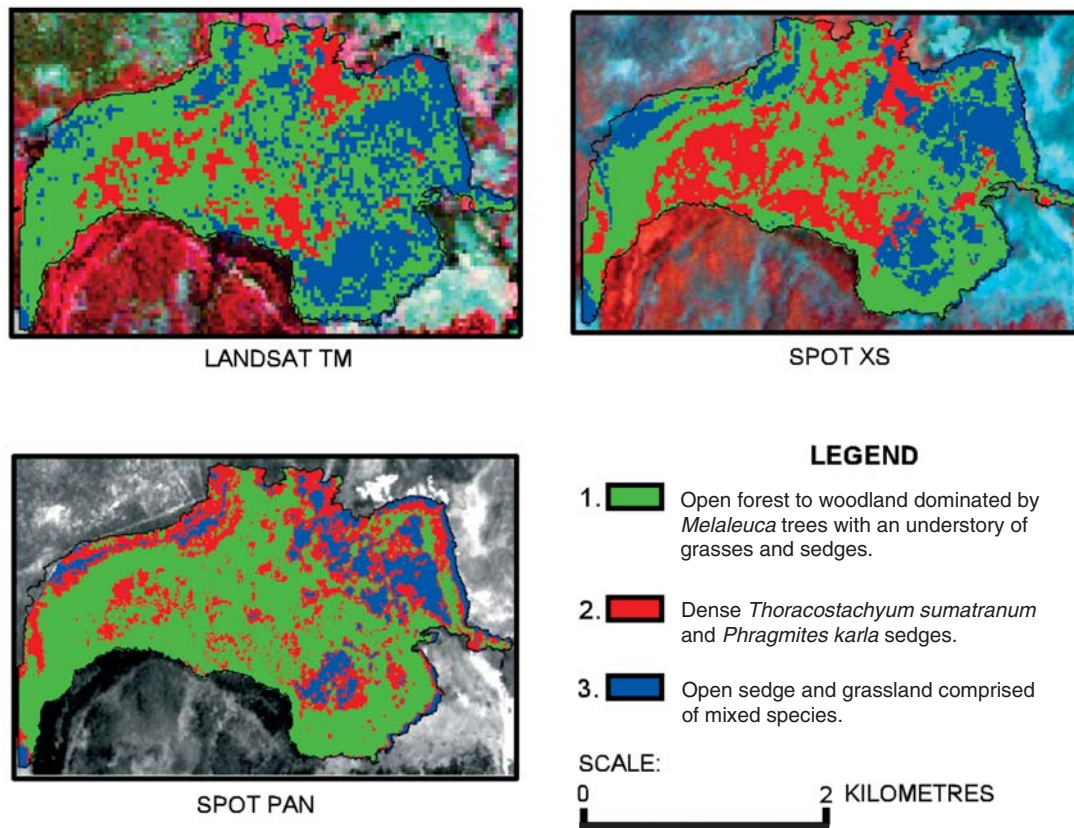 LANDSAT TM
SPOT XS
SPOT PAN
LEGEND
1. Open forest to woodland dominated by
Melaleuca trees with an understory of
grasses and sedges.
2. Dense Thoracostachyum sumatranum
and Phragmites karla sedges.
3. Open sedge and grassland comprised
of mixed species.
SCALE:
0 2 KILOMETRES